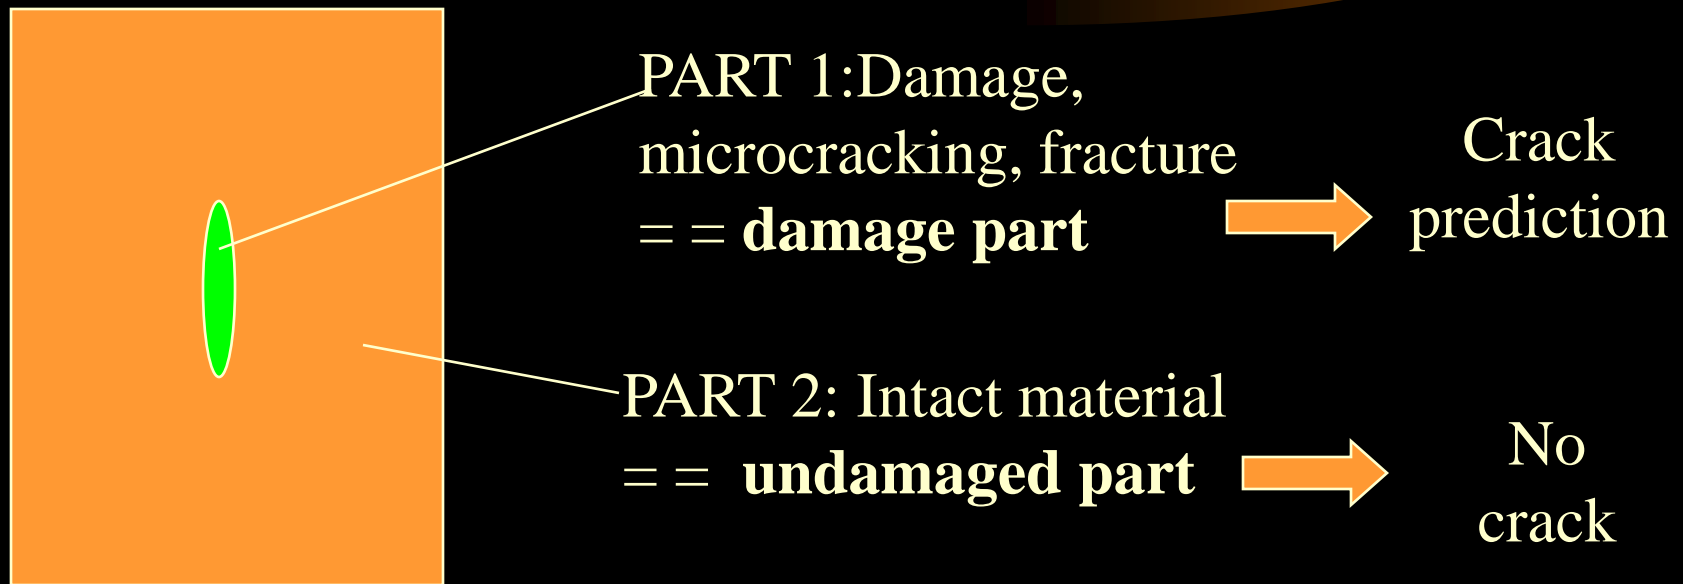 PART 1:Damage,
microcracking, fracture
= = damage part
Crack
prediction
PART 2: Intact material
= = undamaged part
No
crack